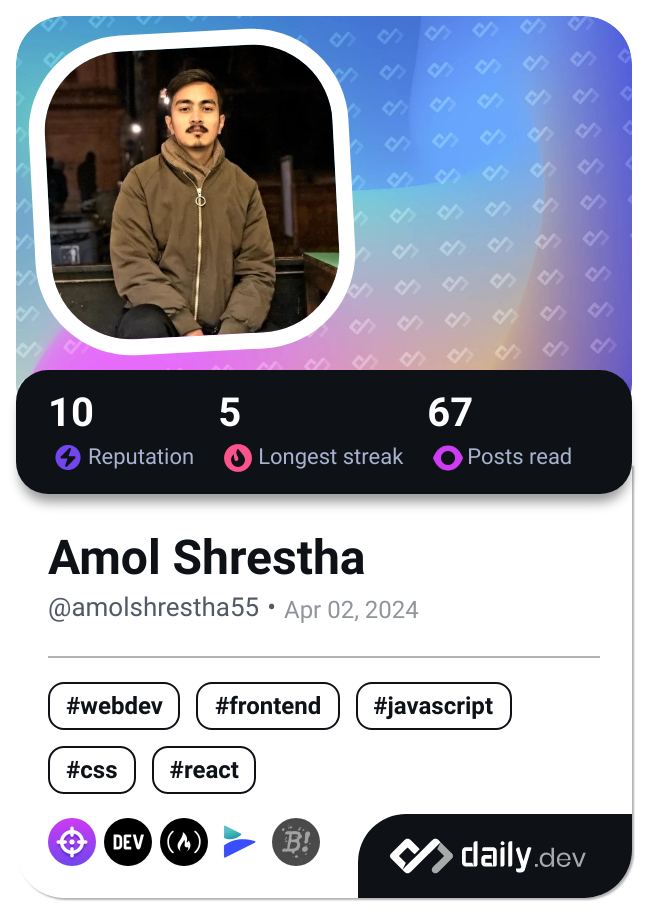 10 5 67
Reputation Longest streak Posts read
Amol Shrestha
@amolshrestha55 • Apr 02, 2024
#webdev #frontend #javascript
#css #react
DEV B!
daily.dev